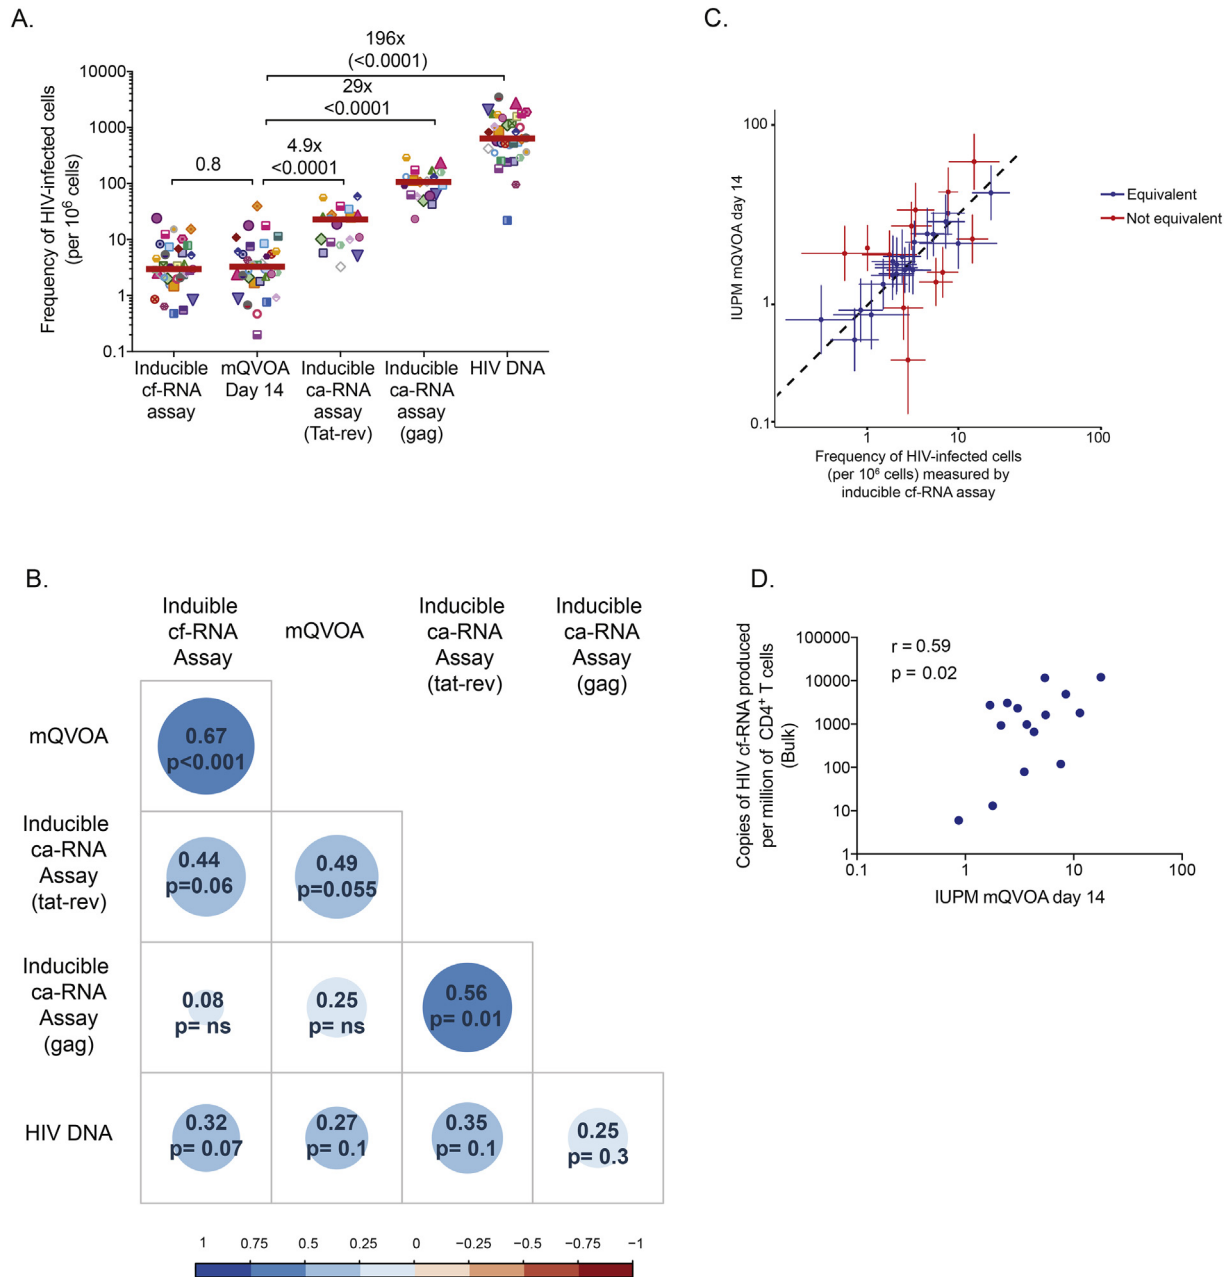 A.
196x
(<0.0001)
29x
<0.0001
4.9x
<0.0001
0.8
10000
1000
100
10
1
0.1
Frequency of HIV-infected cells
(per 10⁶ cells)
Inducible
cf-RNA
assay
mQVOA
Day 14
Inducible
ca-RNA
assay
(Tat-rev)
Inducible
ca-RNA
assay
(gag)
HIV DNA
C.
100
1
0.1
IUPM mQVOA day 14
1
10
100
Frequency of HIV-infected cells
(per 10⁶ cells) measured by
inducible cf-RNA assay
Equivalent
Not equivalent
B.
Induible
cf-RNA
Assay
mQVOA
Inducible
ca-RNA
Assay
(tat-rev)
Inducible
ca-RNA
Assay
(gag)
mQVOA
0.67
p<0.001
Inducible
ca-RNA
Assay
(tat-rev)
0.44
p=0.06
0.49
p=0.055
Inducible
ca-RNA
Assay
(gag)
0.08
p= ns
0.25
p= ns
0.56
p= 0.01
HIV DNA
0.32
p= 0.07
0.27
p= 0.1
0.35
p= 0.1
0.25
p= 0.3
1 0.75 0.5 0.25 0 −0.25 −0.5 −0.75 −1
D.
r = 0.59
p = 0.02
100000
10000
1000
100
10
1
Copies of HIV cf-RNA produced
per million of CD4⁺ T cells
(Bulk)
0.1 1 10 100
IUPM mQVOA day 14